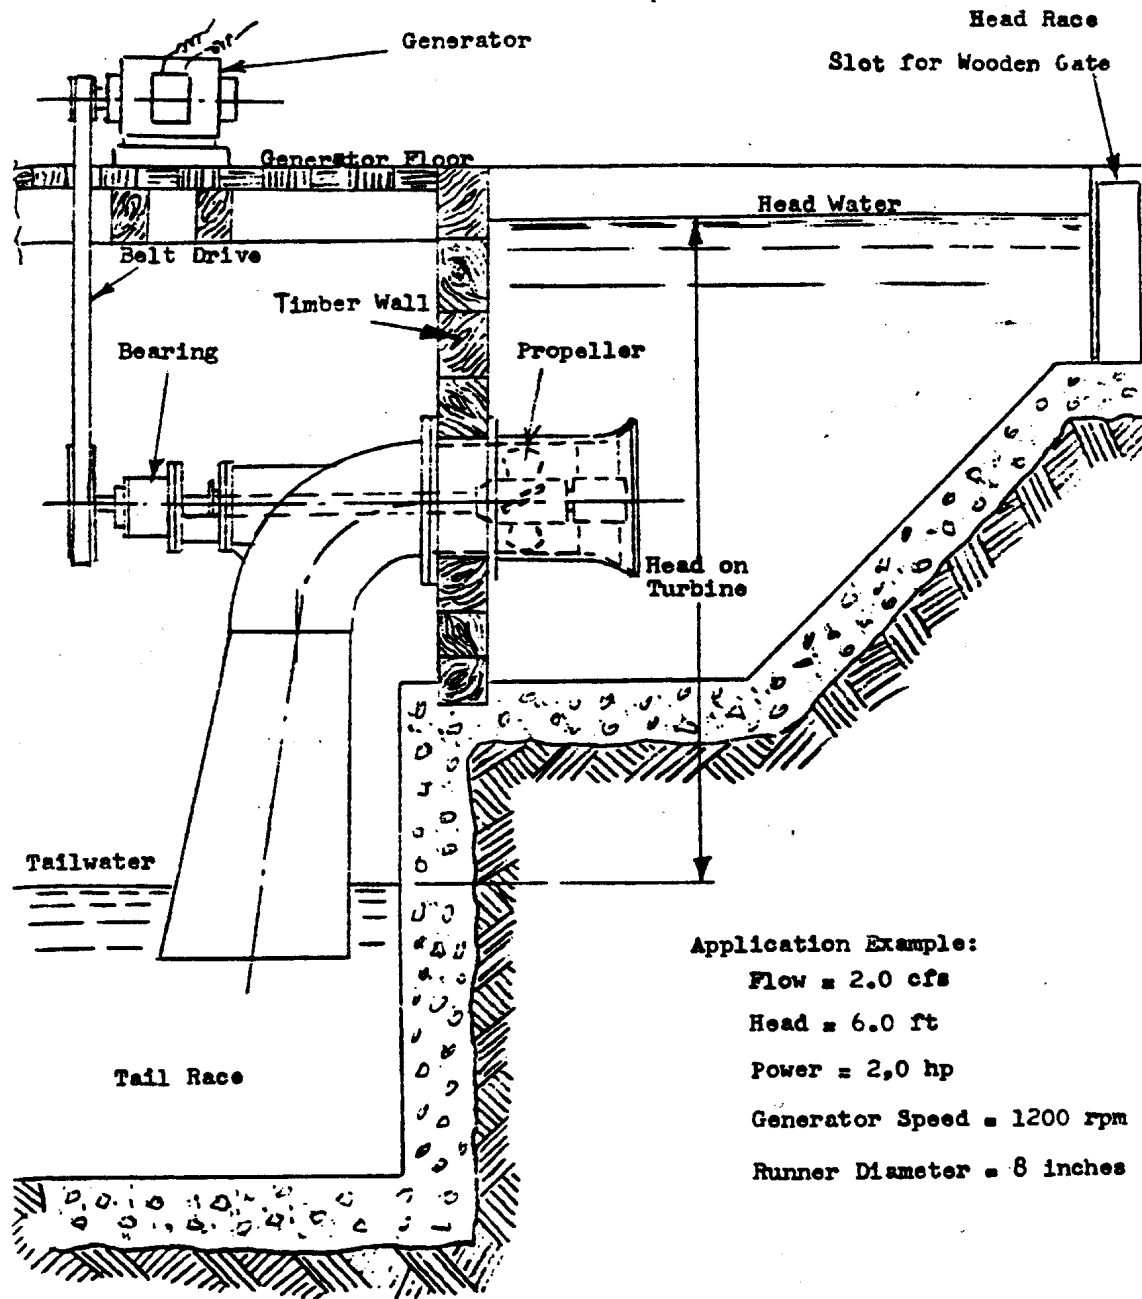 Head Race
Generator
Slot for Wooden Gate
Generator Floor
Head Water
Belt Drive
Timber Wall
Bearing
Propeller
Head on
Turbine
Tailwater
Application Example:
Flow = 2.0 cfs
Head = 6.0 ft
Power = 2,0 hp
Tail Race
Generator Speed = 1200 rpm
Runner Diameter = 8 inches